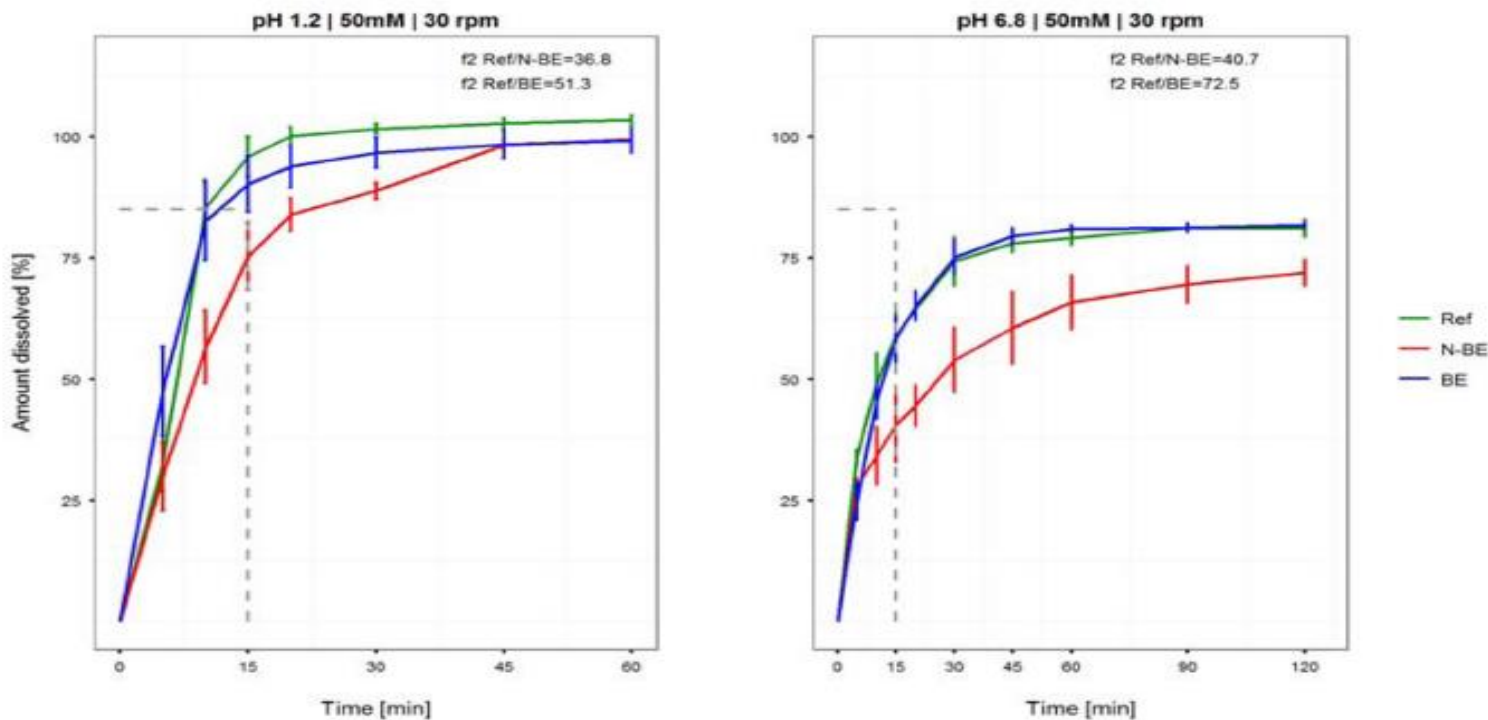 pH 1.2 | 50mM | 30 rpm
f2 Ref/N-BE=36.8
f2 Ref/BE=51.3
100
75
50
25
0 15 30 45 60
Time [min]
Amount dissolved [%]
pH 6.8 | 50mM | 30 rpm
f2 Ref/N-BE=40.7
f2 Ref/BE=72.5
100
75
50
25
0 15 30 45 60 90 120
Time [min]
Ref
N-BE
BE